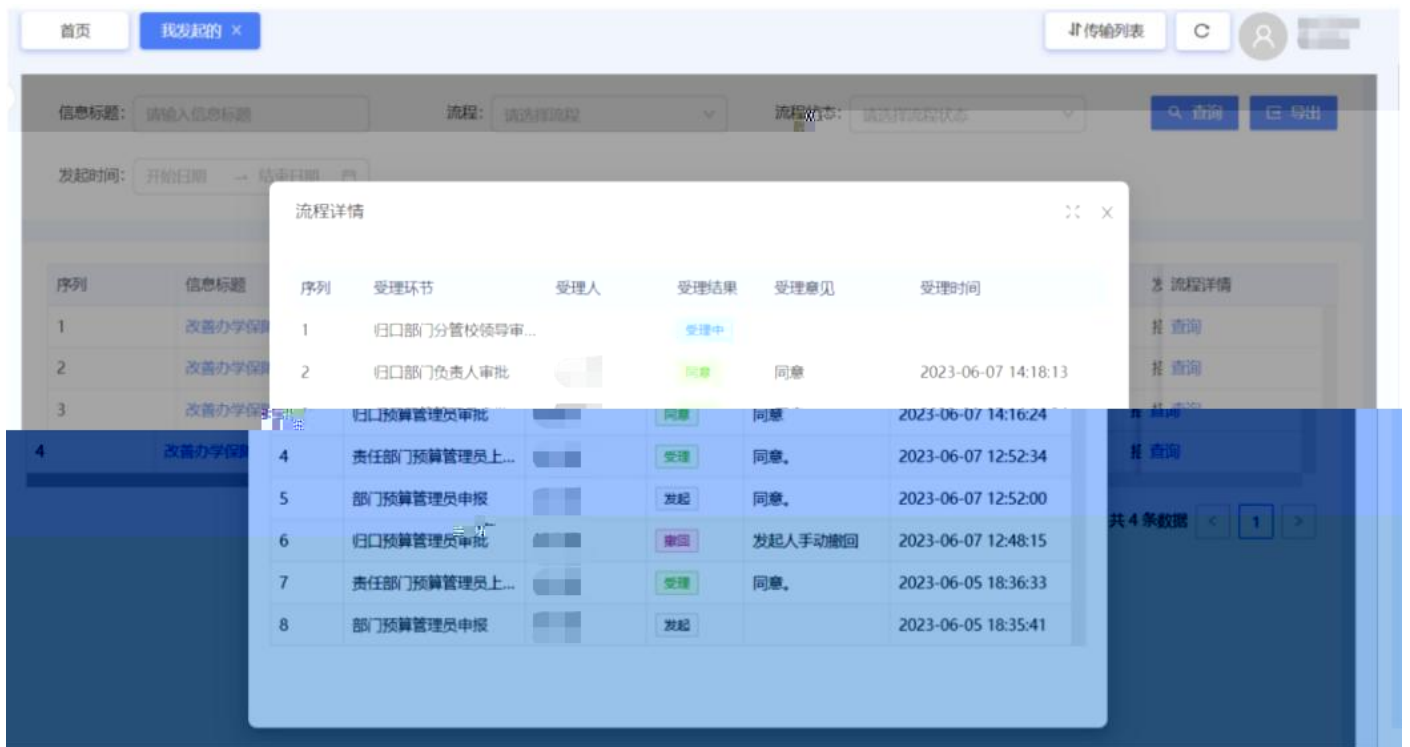 首页 我发起的 × 传输列表
信息标题： 请输入信息标题 流程： 请选择流程 流程状态： 请选择流程状态 查询 导出
发起时间： 开始日期 → 结束日期
流程详情
序列 信息标题 序列 受理环节 受理人 受理结果 受理意见 受理时间 流程详情
1 改善办学保 1 归口部门分管校领导审... 受理中 查询
2 改善办学保 2 归口部门负责人审批 同意 同意 2023-06-07 14:18:13 查询
3 改善办学保 归口预算管理员审批 同意 同意 2023-06-07 14:16:24
4 改善办学保 4 责任部门预算管理员上... 受理 同意。 2023-06-07 12:52:34 查询
5 部门预算管理员申报 发起 同意。 2023-06-07 12:52:00
共 4 条数据 < 1 >
6 归口预算管理员审批 撤回 发起人手动撤回 2023-06-07 12:48:15
7 责任部门预算管理员上... 受理 同意。 2023-06-05 18:36:33
8 部门预算管理员申报 发起 2023-06-05 18:35:41